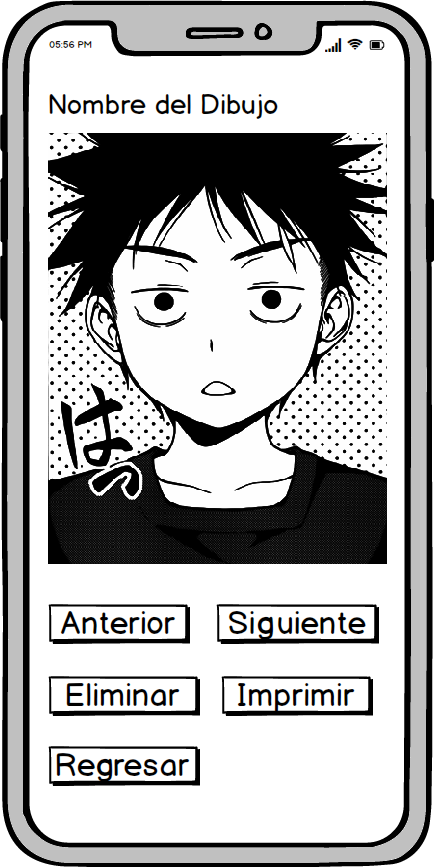 05:56 PM
Nombre del Dibujo
はっ
Anterior
Siguiente
Eliminar
Imprimir
Regresar